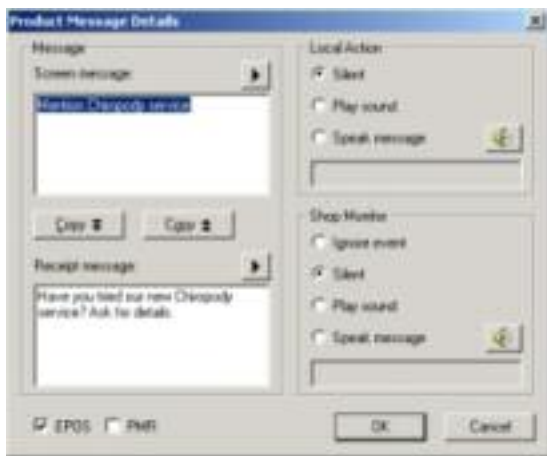 Product Message Details
Message
Screen message:
Mention Chiropody service
Copy
Copy
Receipt message:
Have you tried our new Chiropody
service? Ask for details.
EPOS
PMR
Local Action
Silent
Play sound
Speak message
Shop Monitor
Ignore event
Silent
Play sound
Speak message
OK
Cancel